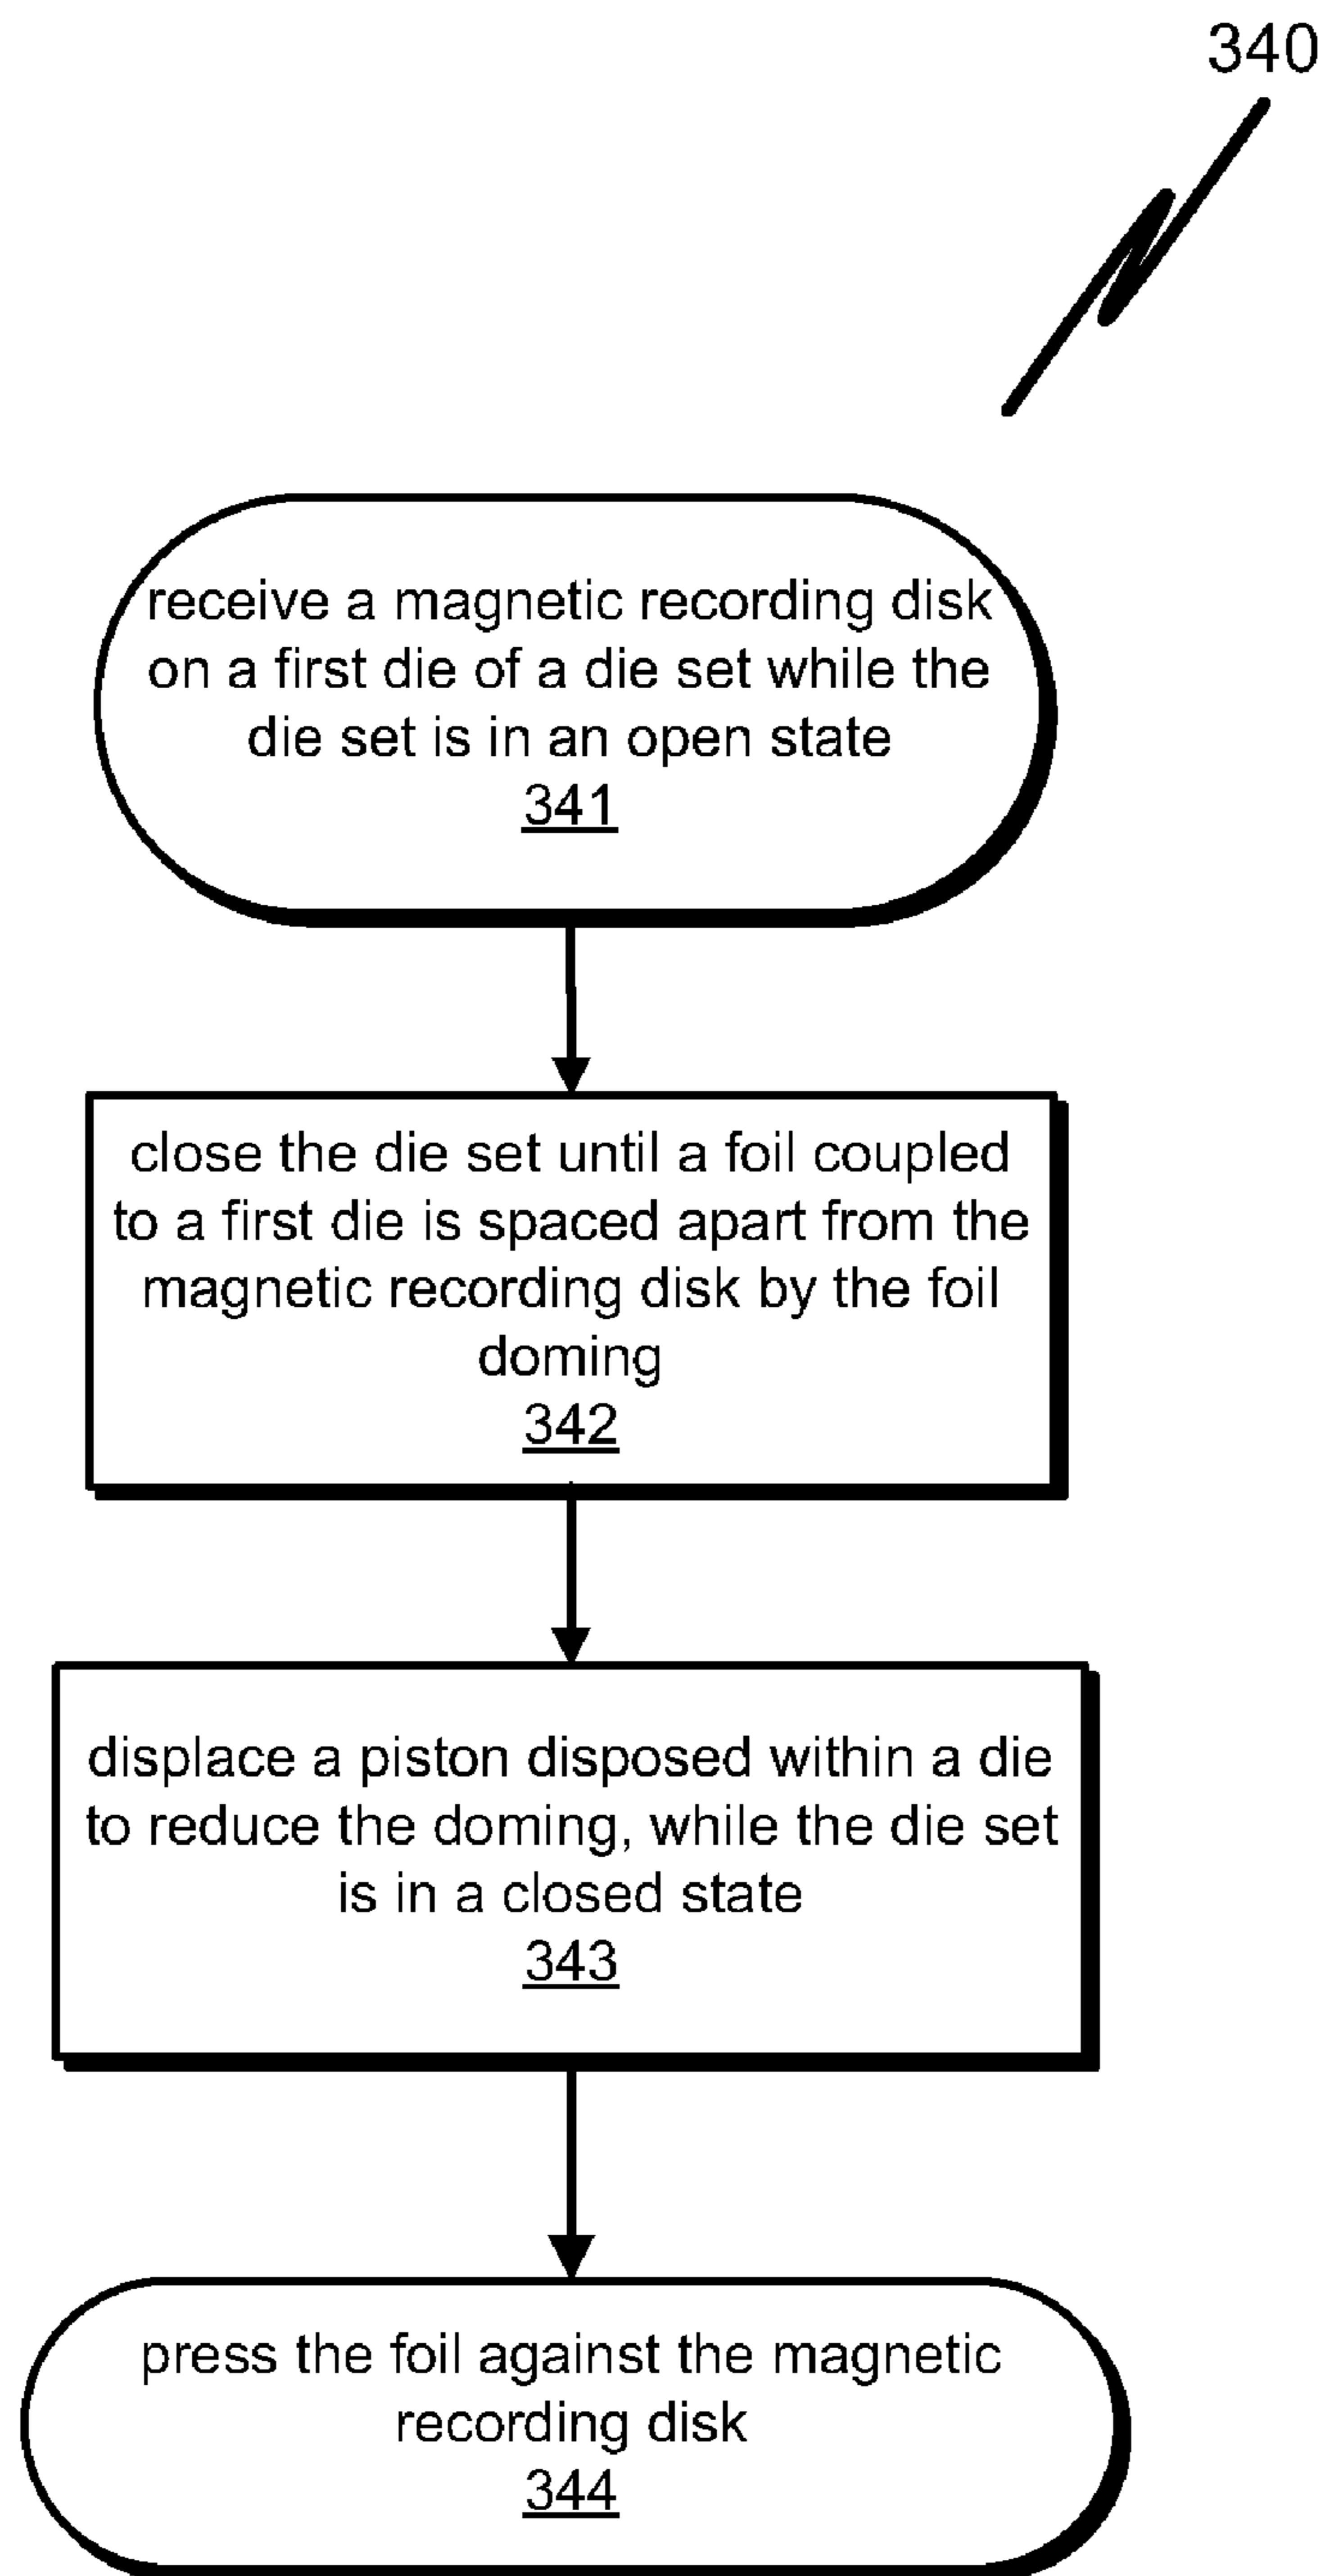 340
receive a magnetic recording disk
on a first die of a die set while the
die set is in an open state
341
close the die set until a foil coupled
to a first die is spaced apart from the
magnetic recording disk by the foil
doming
342
displace a piston disposed within a die
to reduce the doming, while the die set
is in a closed state
343
press the foil against the magnetic
recording disk
344